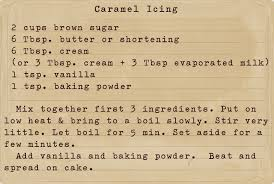 Caramel Icing
2 cups brown sugar
6 Tbsp. butter or shortening
6 Tbsp. cream
(or 3 Tbsp. cream + 3 Tbsp evaporated milk)
1 tsp. vanilla
1 tsp. baking powder
Mix together first 3 ingredients. Put on
low heat & bring to a boil slowly. Stir very
little. Let boil for 5 min. Set aside for a
few minutes.
Add vanilla and baking powder. Beat and
spread on cake.